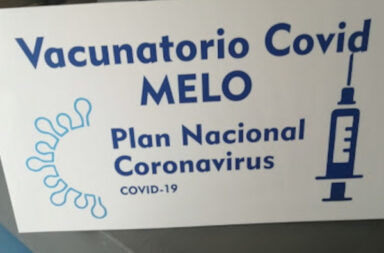 Vacunatorio Covid
MELO
Plan Nacional
Coronavirus
COVID-19